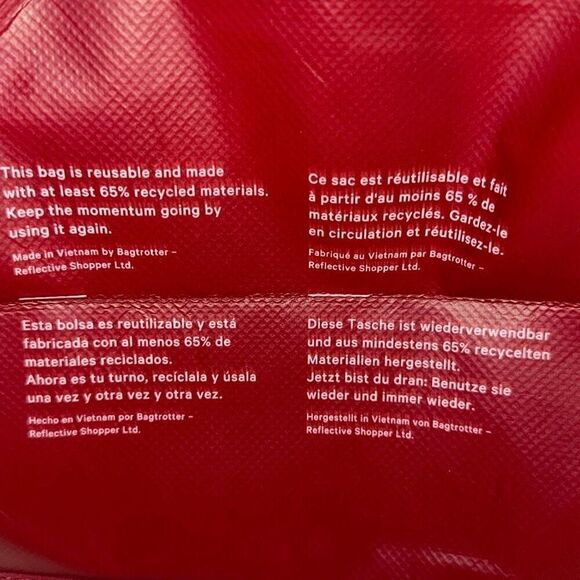 This bag is reusable and made
with at least 65% recycled materials.
Keep the momentum going by
using it again.
Made in Vietnam by Bagtrotter –
Reflective Shopper Ltd.
Ce sac est réutilisable et fait
à partir d'au moins 65 % de
matériaux recyclés. Gardez-le
en circulation et réutilisez-le.
Fabriqué au Vietnam par Bagtrotter –
Reflective Shopper Ltd.
Esta bolsa es reutilizable y está
fabricada con al menos 65% de
materiales reciclados.
Ahora es tu turno, recíclala y úsala
una vez y otra vez y otra vez.
Hecho en Vietnam por Bagtrotter –
Reflective Shopper Ltd.
Diese Tasche ist wiederverwendbar
und aus mindestens 65% recycelten
Materialien hergestellt.
Jetzt bist du dran: Benutze sie
wieder und immer wieder.
Hergestellt in Vietnam von Bagtrotter –
Reflective Shopper Ltd.